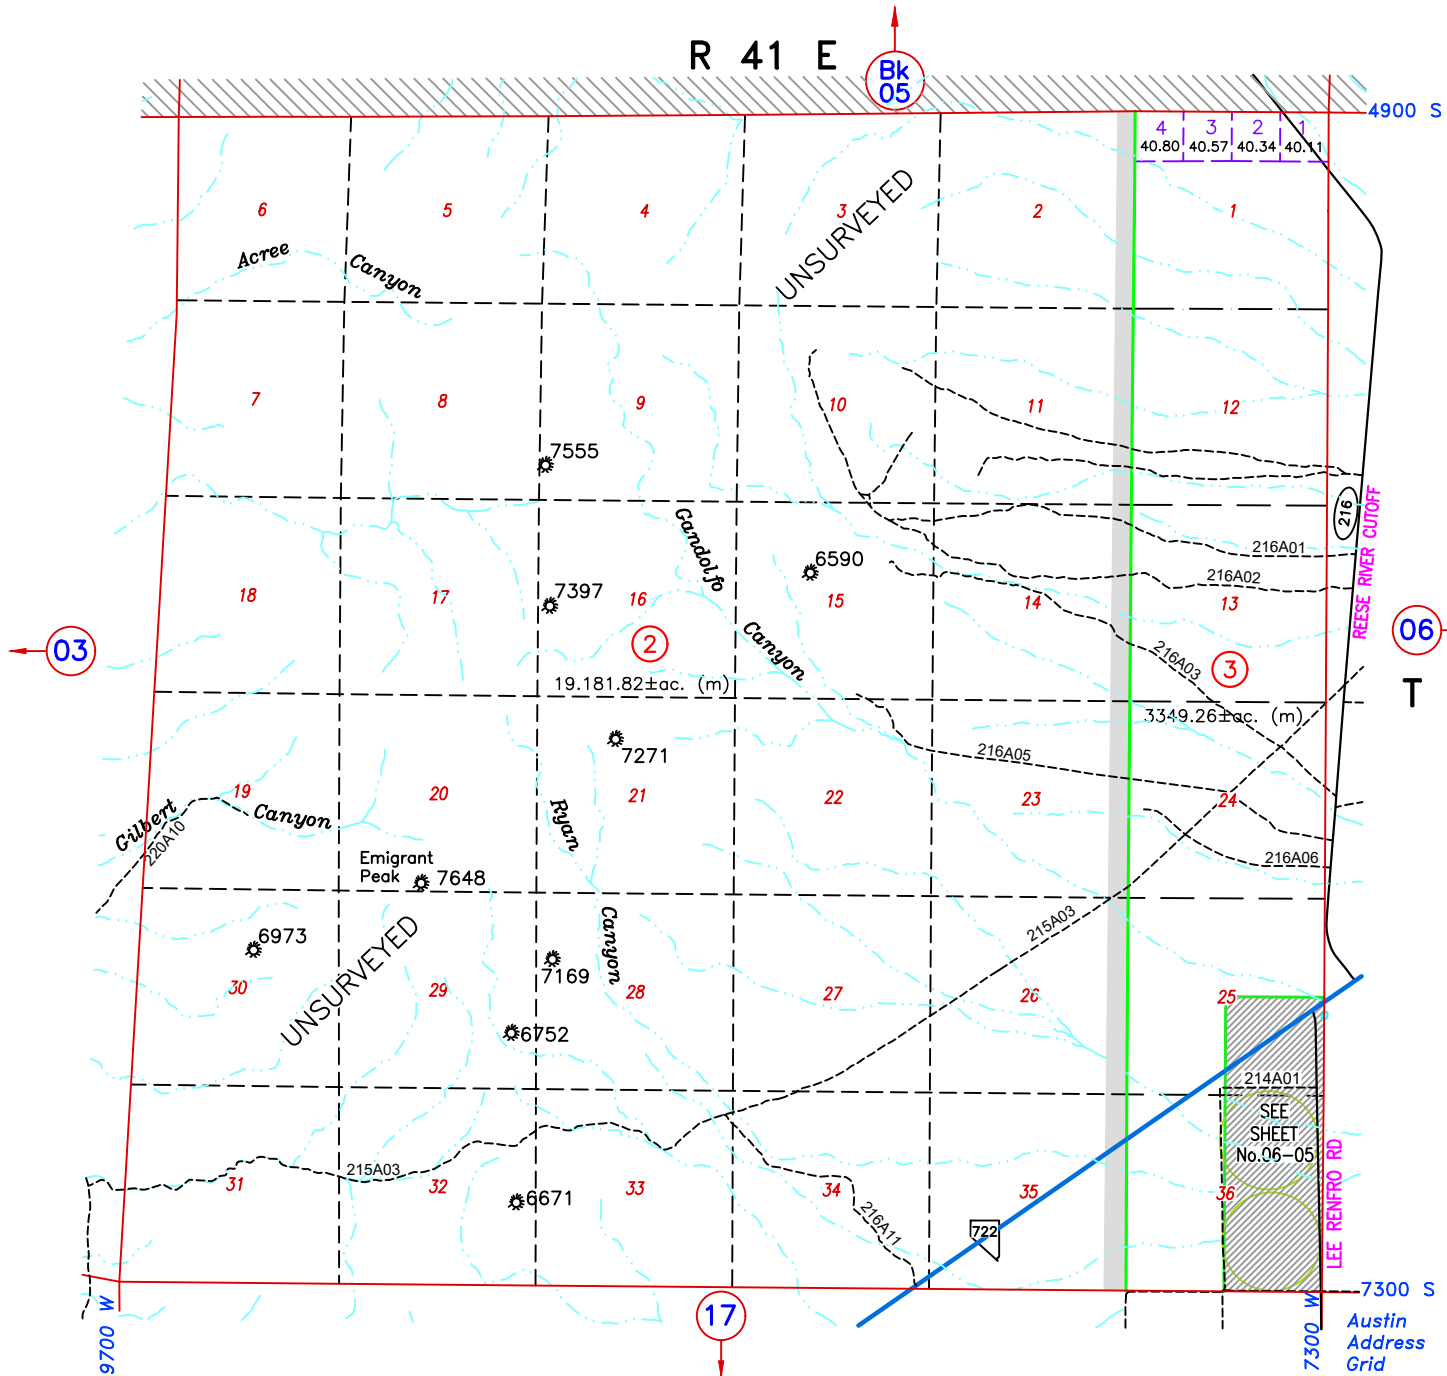 R 41 E
Bk
05
4900 S
4 3 2 1
40.80 40.57 40.34 40.11
6 5 4 3 2 1
UNSURVEYED
Acree Canyon
7 8 9 10 11 12
7555
216
REESE RIVER CUTOFF
Gandolfo Canyon
6590
216A01
216A02
7397
18 17 16 15 14 13
03
2
216A03
3
06
T
19.181.82±ac. (m)
3349.26±ac. (m)
7271
216A05
19 20 21 22 23 24
Gilbert Canyon
220A10
Ryan Canyon
Emigrant
Peak
7648
216A06
6973
UNSURVEYED
215A03
7169
30 29 28 27 26 25
6752
214A01
SEE
SHEET
No.06-05
215A03
31 32 33 34 35 36
6671
216A11
722
LEE RENFRO RD
17
7300 S
9700 W
7300 W
Austin
Address
Grid